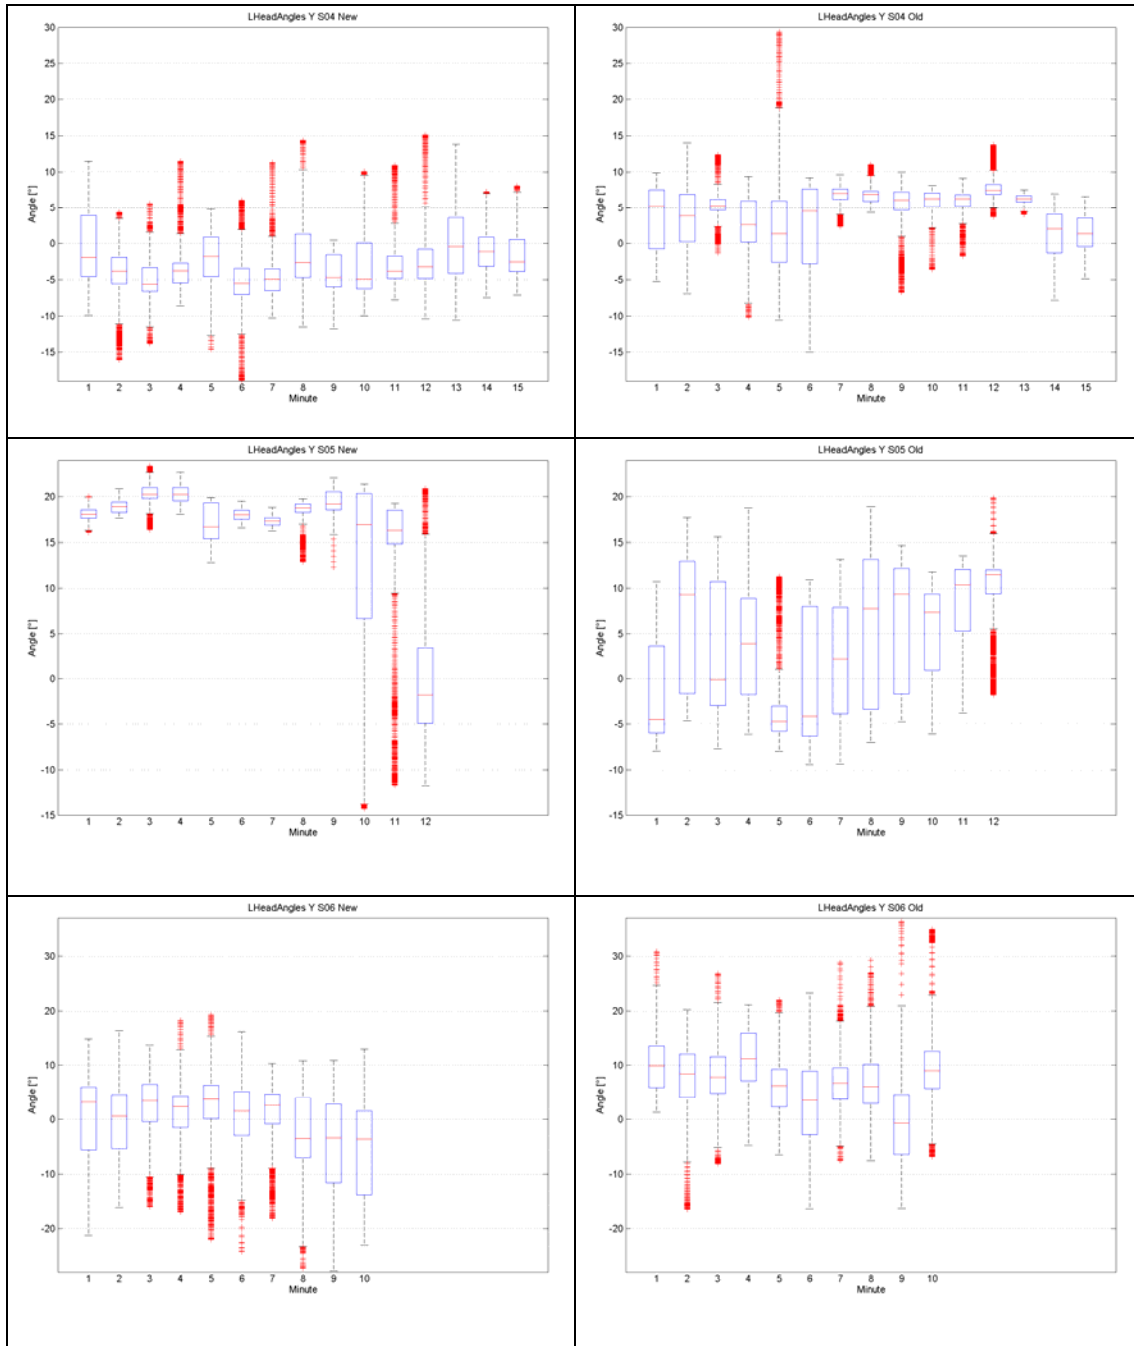 LHeadAngles Y S04 New
30
25
20
15
10
5
0
-5
-10
-15
Angle [°]
1 2 3 4 5 6 7 8 9 10 11 12 13 14 15
Minute
LHeadAngles Y S04 Old
30
25
20
15
10
5
0
-5
-10
-15
Angle [°]
1 2 3 4 5 6 7 8 9 10 11 12 13 14 15
Minute
LHeadAngles Y S05 New
20
15
10
5
0
-5
-10
-15
Angle [°]
1 2 3 4 5 6 7 8 9 10 11 12
Minute
LHeadAngles Y S05 Old
20
15
10
5
0
-5
-10
-15
Angle [°]
1 2 3 4 5 6 7 8 9 10 11 12
Minute
LHeadAngles Y S06 New
30
20
10
0
-10
-20
Angle [°]
1 2 3 4 5 6 7 8 9 10
Minute
LHeadAngles Y S06 Old
30
20
10
0
-10
-20
Angle [°]
1 2 3 4 5 6 7 8 9 10
Minute